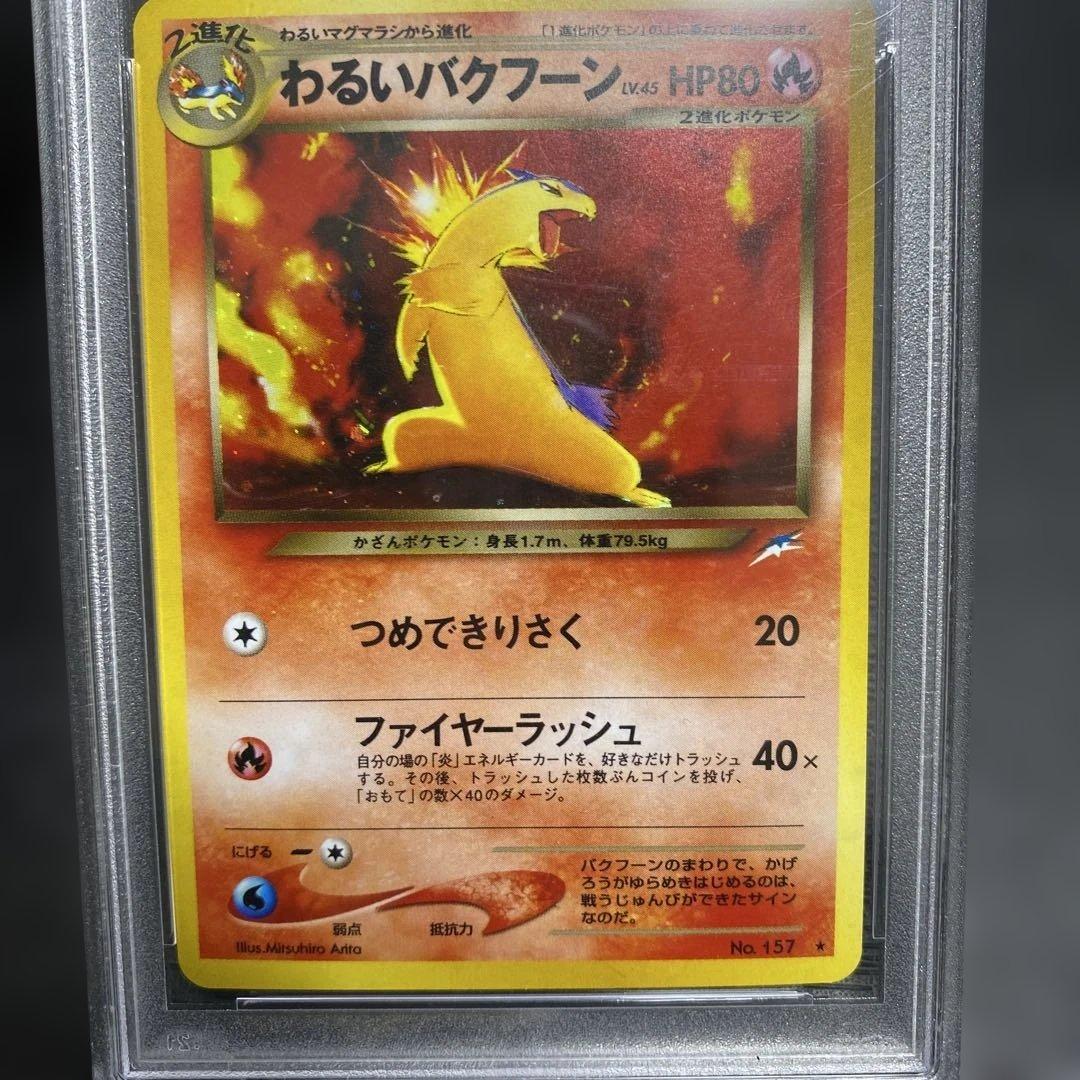 2進化
わるいマグマラシから進化
「1進化ポケモン」の上に重ねて進化させます。
わるいバクフーン LV.45 HP80
2進化ポケモン
かざんポケモン：身長1.7m、体重79.5kg
つめできりさく 20
ファイヤーラッシュ
自分の場の「炎」エネルギーカードを、好きなだけトラッシュ
する。その後、トラッシュした枚数ぶんコインを投げ、
「おもて」の数×40のダメージ。
40×
にげる
弱点
抵抗力
バクフーンのまわりで、かげ
ろうがゆらめきはじめるのは、
戦うじゅんびができたサイン
なのだ。
Illus.Mitsuhiro Arita
No. 157 ★